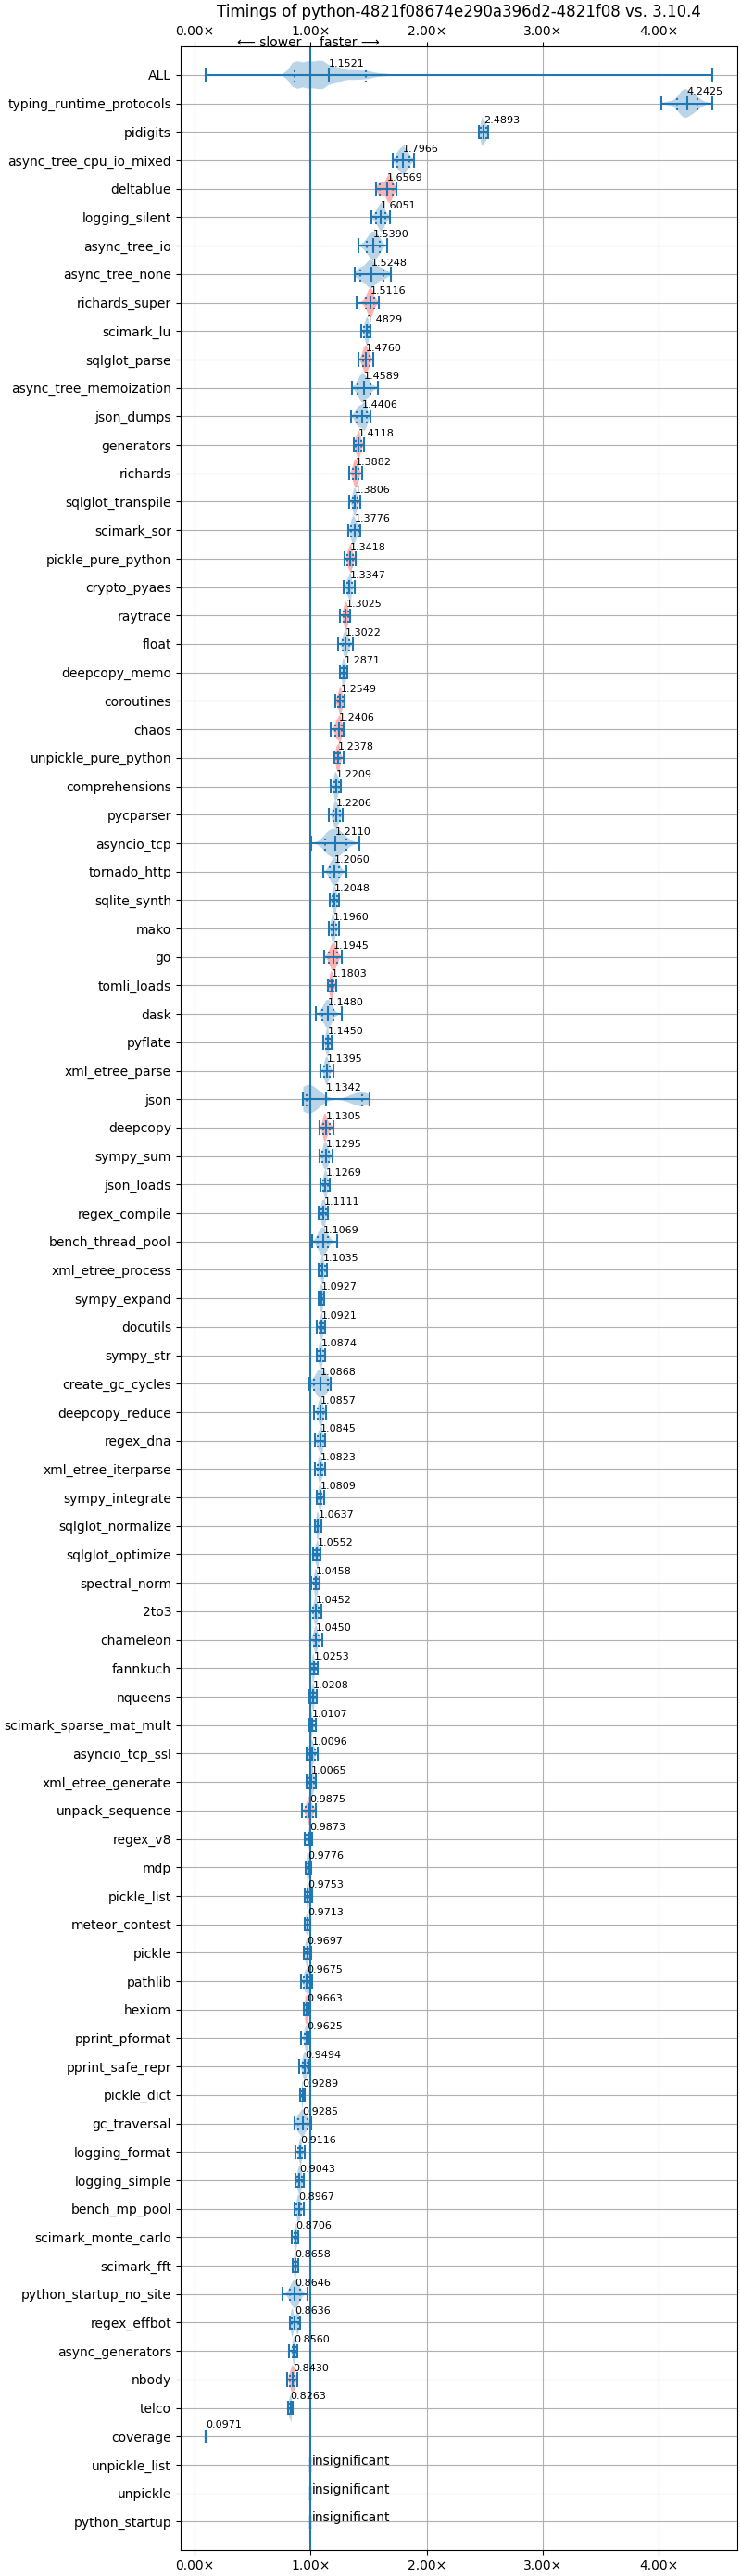 Timings of python-4821f08674e290a396d2-4821f08 vs. 3.10.4
0.00× 1.00× 2.00× 3.00× 4.00×
⟵ slower faster ⟶
ALL 1.1521
typing_runtime_protocols 4.2425
pidigits 2.4893
async_tree_cpu_io_mixed 1.7966
deltablue 1.6569
logging_silent 1.6051
async_tree_io 1.5390
async_tree_none 1.5248
richards_super 1.5116
scimark_lu 1.4829
sqlglot_parse 1.4760
async_tree_memoization 1.4589
json_dumps 1.4406
generators 1.4118
richards 1.3882
sqlglot_transpile 1.3806
scimark_sor 1.3776
pickle_pure_python 1.3418
crypto_pyaes 1.3347
raytrace 1.3025
float 1.3022
deepcopy_memo 1.2871
coroutines 1.2549
chaos 1.2406
unpickle_pure_python 1.2378
comprehensions 1.2209
pycparser 1.2206
asyncio_tcp 1.2110
tornado_http 1.2060
sqlite_synth 1.2048
mako 1.1960
go 1.1945
tomli_loads 1.1803
dask 1.1480
pyflate 1.1450
xml_etree_parse 1.1395
json 1.1342
deepcopy 1.1305
sympy_sum 1.1295
json_loads 1.1269
regex_compile 1.1111
bench_thread_pool 1.1069
xml_etree_process 1.1035
sympy_expand 1.0927
docutils 1.0921
sympy_str 1.0874
create_gc_cycles 1.0868
deepcopy_reduce 1.0857
regex_dna 1.0845
xml_etree_iterparse 1.0823
sympy_integrate 1.0809
sqlglot_normalize 1.0637
sqlglot_optimize 1.0552
spectral_norm 1.0458
2to3 1.0452
chameleon 1.0450
fannkuch 1.0253
nqueens 1.0208
scimark_sparse_mat_mult 1.0107
asyncio_tcp_ssl 1.0096
xml_etree_generate 1.0065
unpack_sequence 0.9875
regex_v8 0.9873
mdp 0.9776
pickle_list 0.9753
meteor_contest 0.9713
pickle 0.9697
pathlib 0.9675
hexiom 0.9663
pprint_pformat 0.9625
pprint_safe_repr 0.9494
pickle_dict 0.9289
gc_traversal 0.9285
logging_format 0.9116
logging_simple 0.9043
bench_mp_pool 0.8967
scimark_monte_carlo 0.8706
scimark_fft 0.8658
python_startup_no_site 0.8646
regex_effbot 0.8636
async_generators 0.8560
nbody 0.8430
telco 0.8263
coverage 0.0971
unpickle_list insignificant
unpickle insignificant
python_startup insignificant
0.00× 1.00× 2.00× 3.00× 4.00×